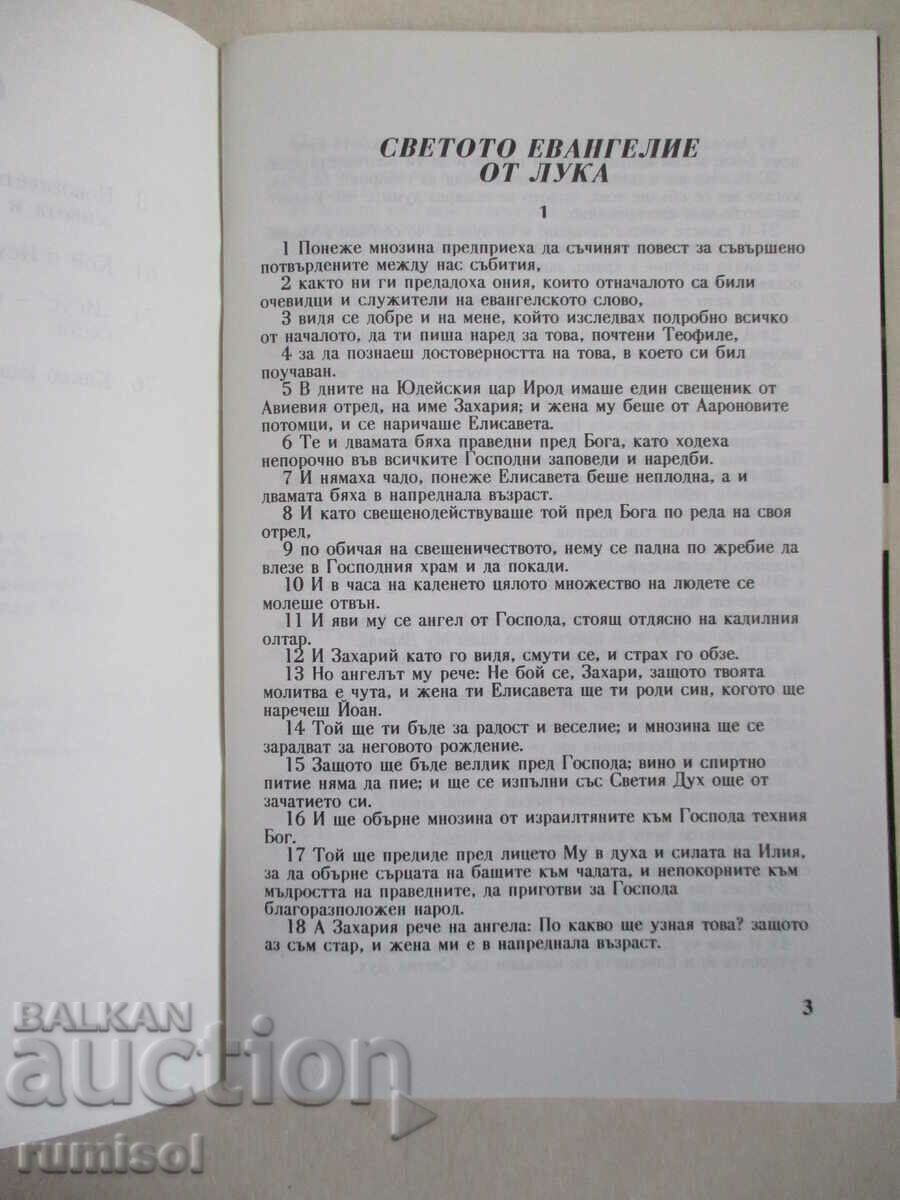 СВЕТОТО ЕВАНГЕЛИЕ
ОТ ЛУКА
1
1 Понеже мнозина предприеха да съчинят повест за съвършено
потвърдените между нас събития,
2 както ни ги предадоха ония, които отначалото са били
очевидци и служители на евангелското слово,
3 видя се добре и на мене, който изследвах подробно всичко
от началото, да ти пиша наред за това, почтени Теофиле,
4 за да познаеш достоверността на това, в което си бил
поучаван.
5 В дните на Юдейския цар Ирод имаше един свещеник от
Авиевия отред, на име Захария; и жена му беше от Аароновите
потомци, и се наричаше Елисавета.
6 Те и двамата бяха праведни пред Бога, като ходеха
непорочно във всичките Господни заповеди и наредби.
7 И нямаха чадо, понеже Елисавета беше неплодна, а и
двамата бяха в напреднала възраст.
8 И като свещенодействуваше той пред Бога по реда на своя
отред,
9 по обичая на свещеничеството, нему се падна по жребие да
влезе в Господния храм и да покади.
10 И в часа на каденето цялото множество на людете се
молеше отвън.
11 И яви му се ангел от Господа, стоящ отдясно на кадилния
олтар.
12 И Захарий като го видя, смути се, и страх го обзе.
13 Но ангелът му рече: Не бой се, Захари, защото твоята
молитва е чута, и жена ти Елисавета ще ти роди син, когото ще
наречеш Йоан.
14 Той ще ти бъде за радост и веселие; и мнозина ще се
зарадват за неговото рождение.
15 Защото ще бъде велдик пред Господа; вино и спиртно
питие няма да пие; и ще се изпълни със Светия Дух още от
зачатието си.
16 И ще обърне мнозина от израилтяните към Господа техния
Бог.
17 Той ще предиде пред лицето Му в духа и силата на Илия,
за да обърне сърцата на бащите към чадата, и непокорните към
мъдростта на праведните, да приготви за Господа
благоразположен народ.
18 А Захария рече на ангела: По какво ще узная това? защото
аз съм стар, и жена ми е в напреднала възраст.
3
BALKAN
auction
rumisol